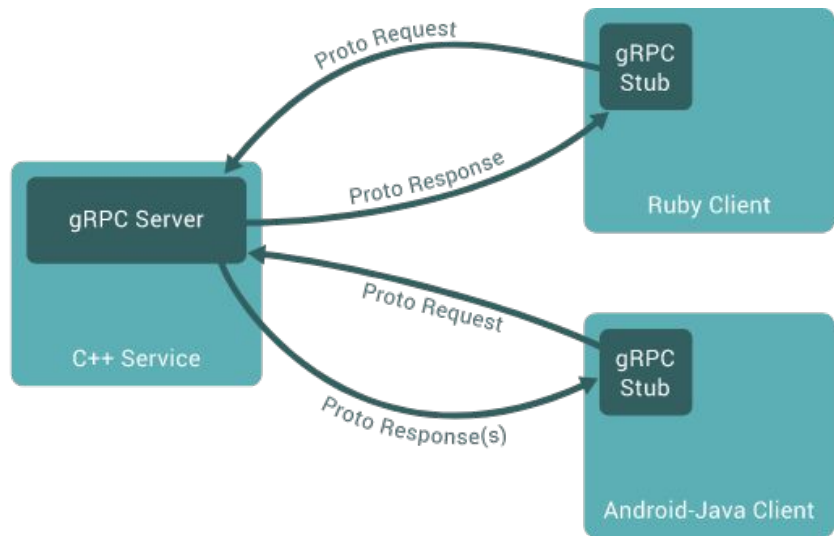 Proto Request
gRPC
Stub
Proto Response
Ruby Client
gRPC Server
C++ Service
Proto Request
gRPC
Stub
Proto Response(s)
Android-Java Client